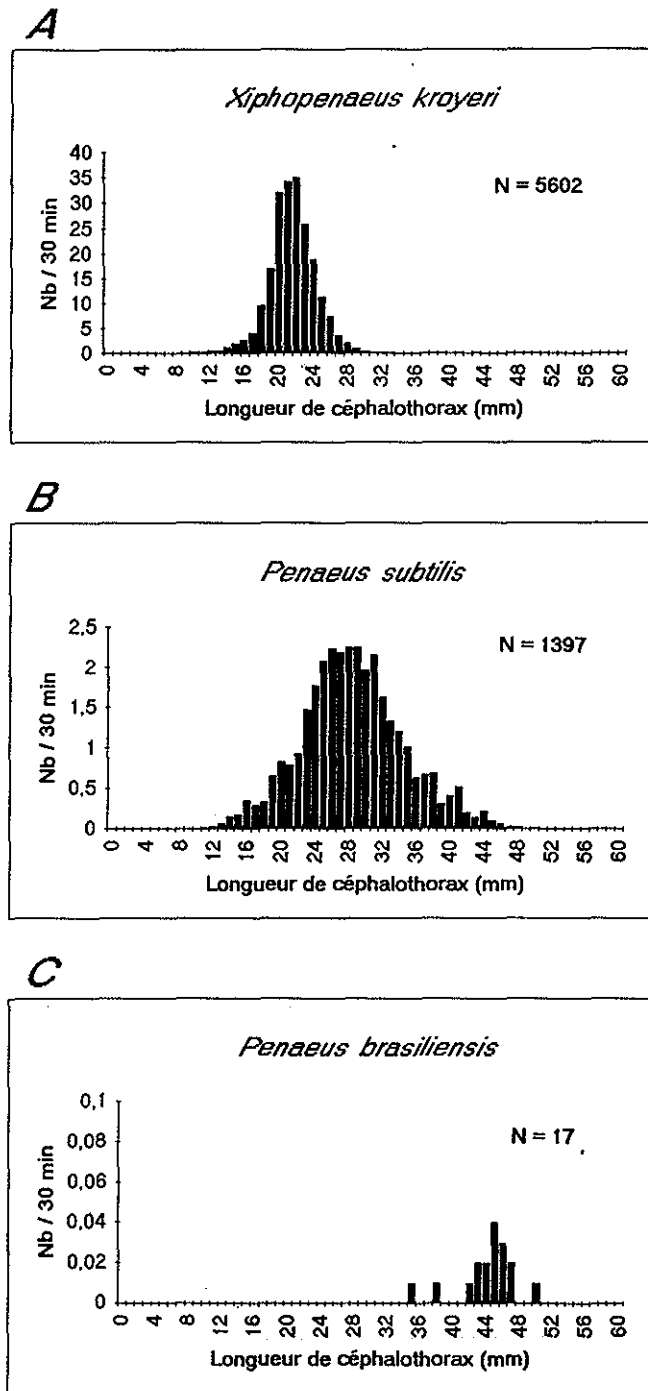 A
Xiphopenaeus kroyeri
N = 5602
Nb / 30 min
40
35
30
25
20
15
10
5
0
0 4 8 12 16 20 24 28 32 36 40 44 48 52 56 60
Longueur de céphalothorax (mm)
B
Penaeus subtilis
N = 1397
Nb / 30 min
2,5
2
1,5
1
0,5
0
0 4 8 12 16 20 24 28 32 36 40 44 48 52 56 60
Longueur de céphalothorax (mm)
C
Penaeus brasiliensis
N = 17
Nb / 30 min
0,1
0,08
0,06
0,04
0,02
0
0 4 8 12 16 20 24 28 32 36 40 44 48 52 56 60
Longueur de céphalothorax (mm)